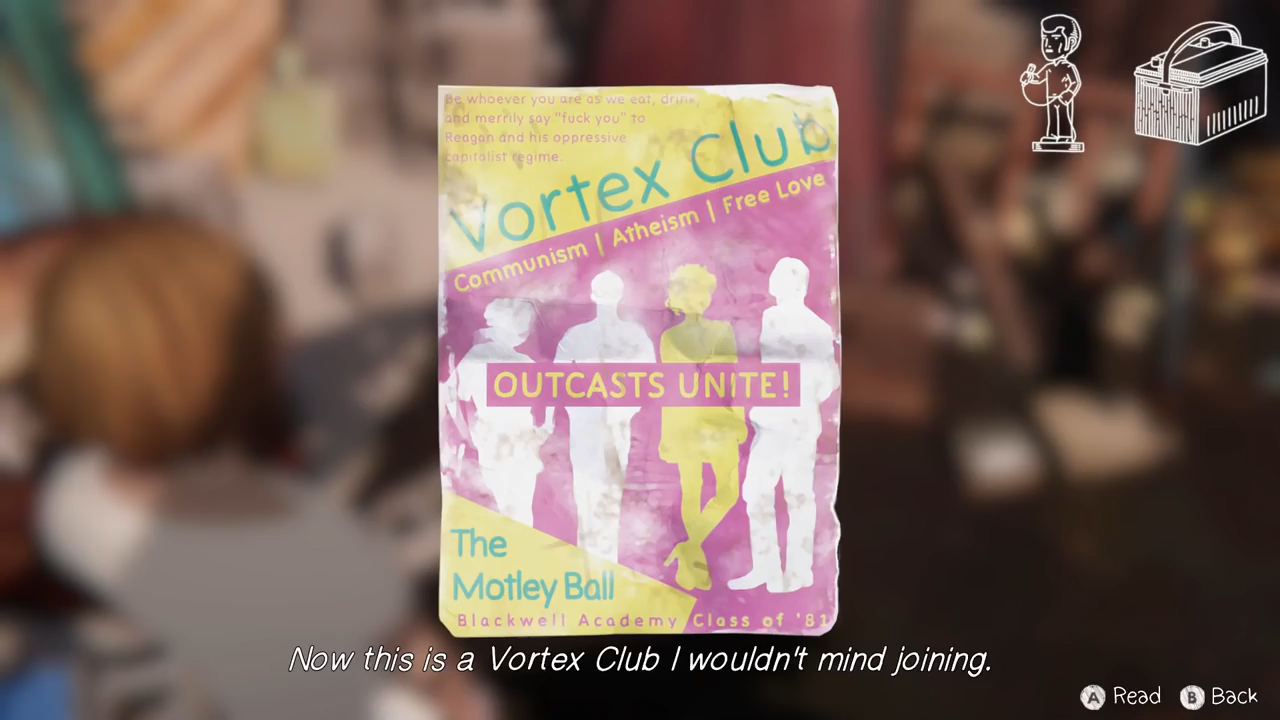 Be whoever you are as we eat, drink,
and merrily say "fuck you" to
Reagan and his oppressive
capitalist regime.
Vortex Club
Communism | Atheism | Free Love
OUTCASTS UNITE!
The
Motley Ball
Blackwell Academy Class of '81
Now this is a Vortex Club I wouldn't mind joining.
A Read B Back